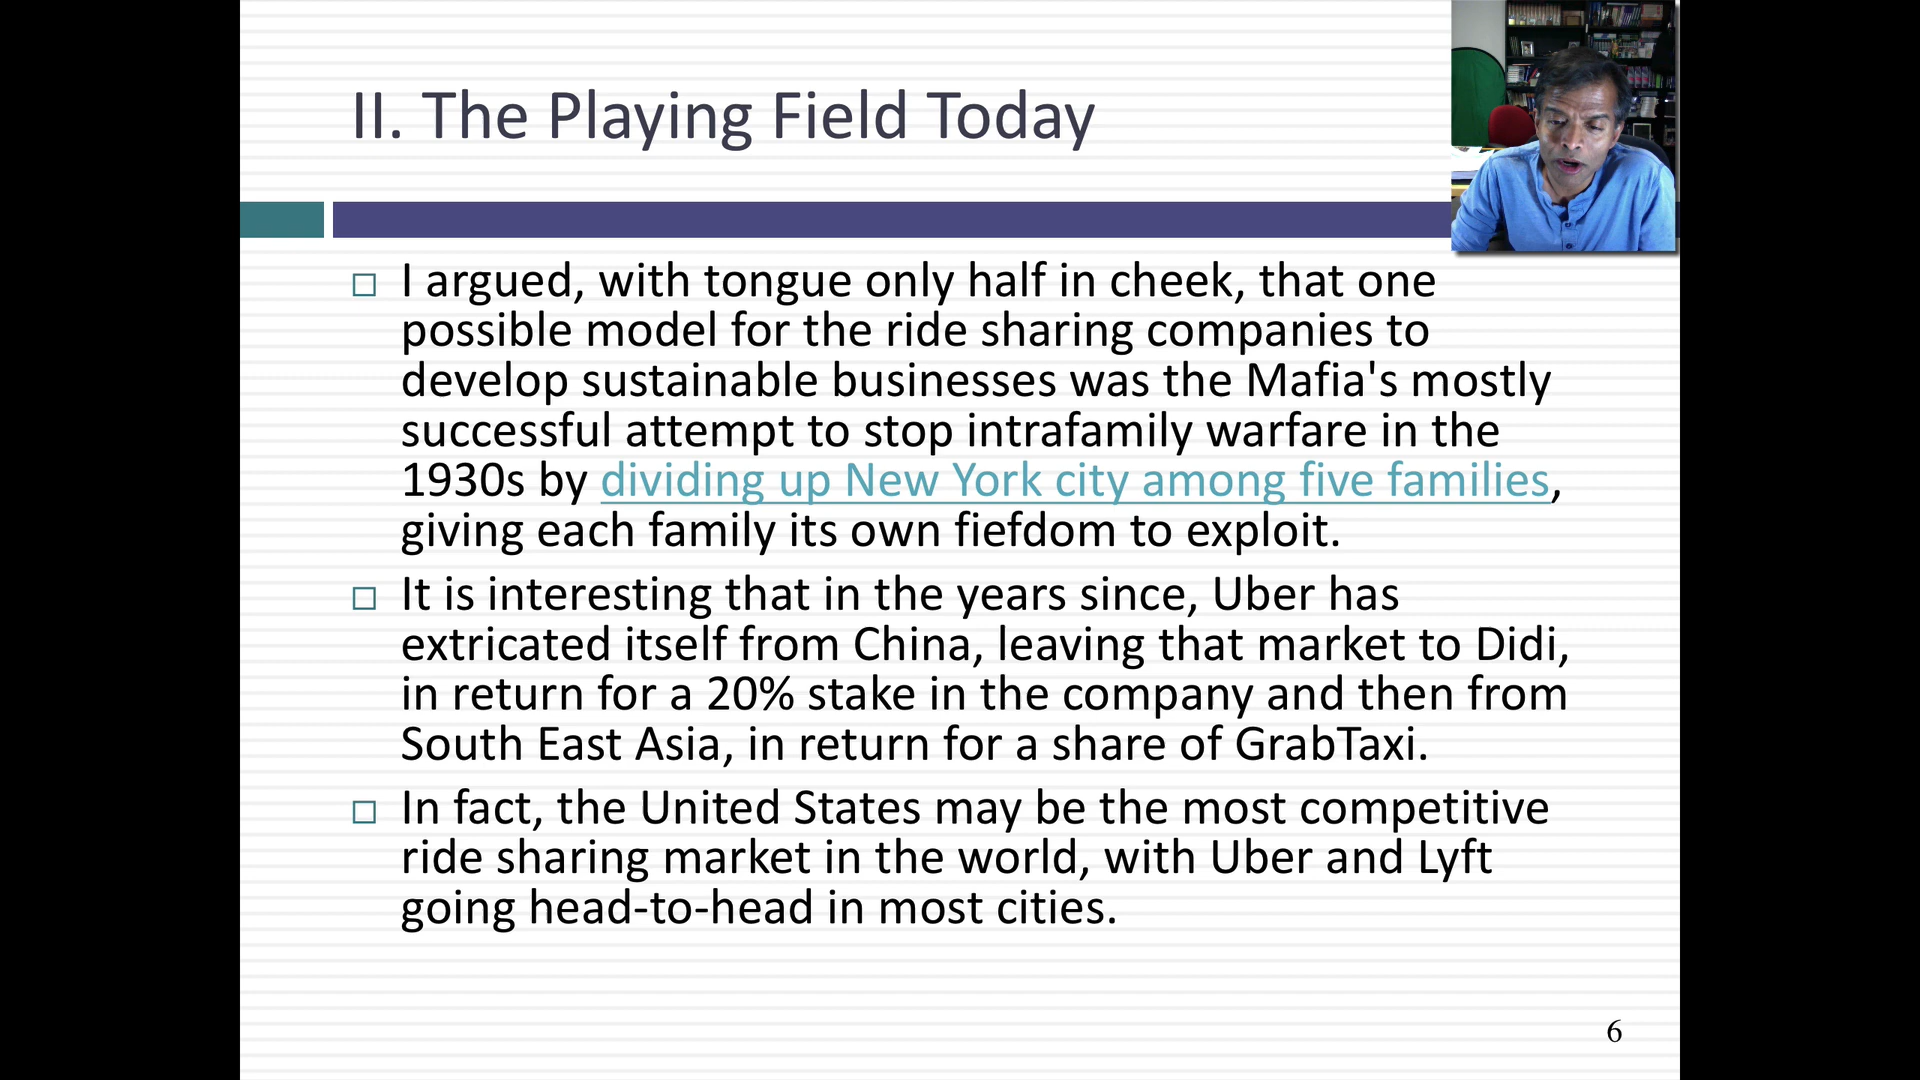 II. The Playing Field Today
I argued, with tongue only half in cheek, that one
possible model for the ride sharing companies to
develop sustainable businesses was the Mafia's mostly
successful attempt to stop intrafamily warfare in the
1930s by dividing up New York city among five families,
giving each family its own fiefdom to exploit.
It is interesting that in the years since, Uber has
extricated itself from China, leaving that market to Didi,
in return for a 20% stake in the company and then from
South East Asia, in return for a share of GrabTaxi.
In fact, the United States may be the most competitive
ride sharing market in the world, with Uber and Lyft
going head-to-head in most cities.
6